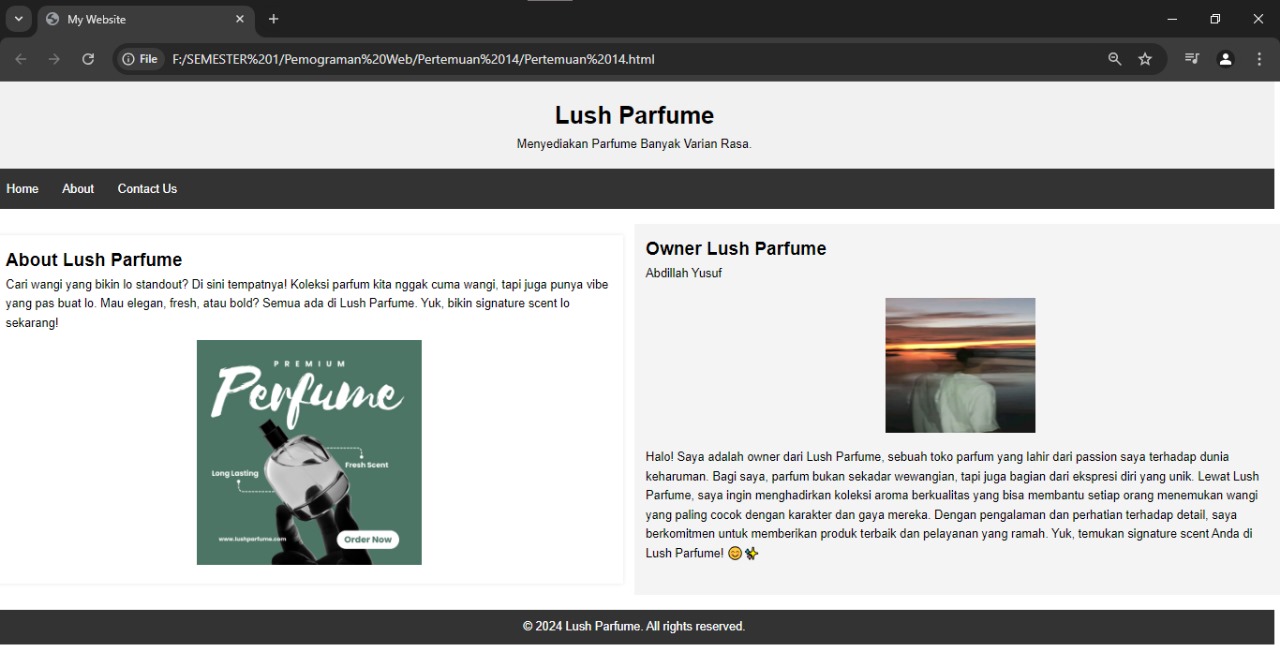 My Website
File
F:/SEMESTER%201/Pemograman%20Web/Pertemuan%2014/Pertemuan%2014.html
Lush Parfume
Menyediakan Parfume Banyak Varian Rasa.
Home
About
Contact Us
About Lush Parfume
Cari wangi yang bikin lo standout? Di sini tempatnya! Koleksi parfum kita nggak cuma wangi, tapi juga punya vibe
yang pas buat lo. Mau elegan, fresh, atau bold? Semua ada di Lush Parfume. Yuk, bikin signature scent lo
sekarang!
PREMIUM
Perfume
Long Lasting
Fresh Scent
www.lushparfume.com
Order Now
Owner Lush Parfume
Abdillah Yusuf
Halo! Saya adalah owner dari Lush Parfume, sebuah toko parfum yang lahir dari passion saya terhadap dunia
keharuman. Bagi saya, parfum bukan sekadar wewangian, tapi juga bagian dari ekspresi diri yang unik. Lewat Lush
Parfume, saya ingin menghadirkan koleksi aroma berkualitas yang bisa membantu setiap orang menemukan wangi
yang paling cocok dengan karakter dan gaya mereka. Dengan pengalaman dan perhatian terhadap detail, saya
berkomitmen untuk memberikan produk terbaik dan pelayanan yang ramah. Yuk, temukan signature scent Anda di
Lush Parfume! 😊✨
© 2024 Lush Parfume. All rights reserved.